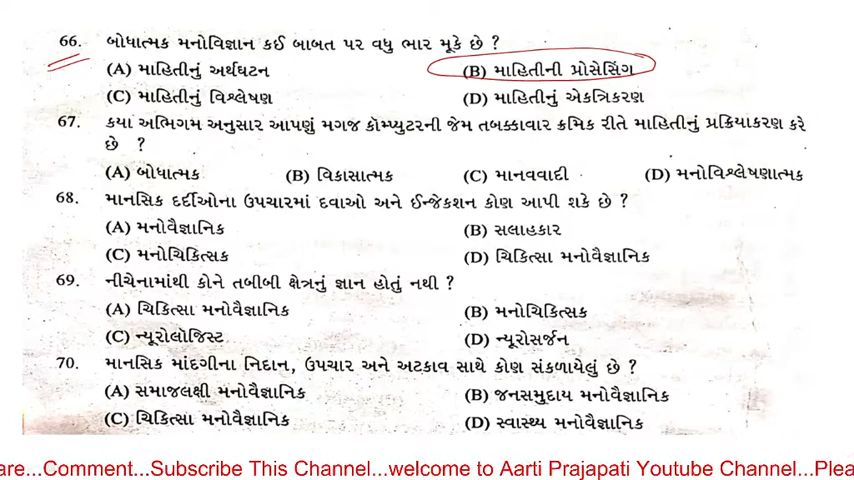 66. બોધાત્મક મનોવિજ્ઞાન કઈ બાબત પર વધુ ભાર મૂકે છે ?
(A) માહિતીનું અર્થઘટન (B) માહિતીની પ્રોસેસિંગ
(C) માહિતીનું વિશ્લેષણ (D) માહિતીનું એકત્રિકરણ
67. કયા અભિગમ અનુસાર આપણું મગજ કૉમ્પ્યુટરની જેમ તબક્કાવાર ક્રમિક રીતે માહિતીનું પ્રક્રિયાકરણ કરે
છે ?
(A) બોધાત્મક (B) વિકાસાત્મક (C) માનવવાદી (D) મનોવિશ્લેષણાત્મક
68. માનસિક દર્દીઓના ઉપચારમાં દવાઓ અને ઈન્જેકશન કોણ આપી શકે છે ?
(A) મનોવૈજ્ઞાનિક (B) સલાહકાર
(C) મનોચિકિત્સક (D) ચિકિત્સા મનોવૈજ્ઞાનિક
69. નીચેનામાંથી કોને તબીબી ક્ષેત્રનું જ્ઞાન હોતું નથી ?
(A) ચિકિત્સા મનોવૈજ્ઞાનિક (B) મનોચિકિત્સક
(C) ન્યૂરોલૉજિસ્ટ (D) ન્યૂરોસર્જન
70. માનસિક માંદગીના નિદાન, ઉપચાર અને અટકાવ સાથે કોણ સંકળાયેલું છે ?
(A) સમાજલક્ષી મનોવૈજ્ઞાનિક (B) જનસમુદાય મનોવૈજ્ઞાનિક
(C) ચિકિત્સા મનોવૈજ્ઞાનિક (D) સ્વાસ્થ્ય મનોવૈજ્ઞાનિક
are...Comment...Subscribe This Channel...welcome to Aarti Prajapati Youtube Channel...Plea